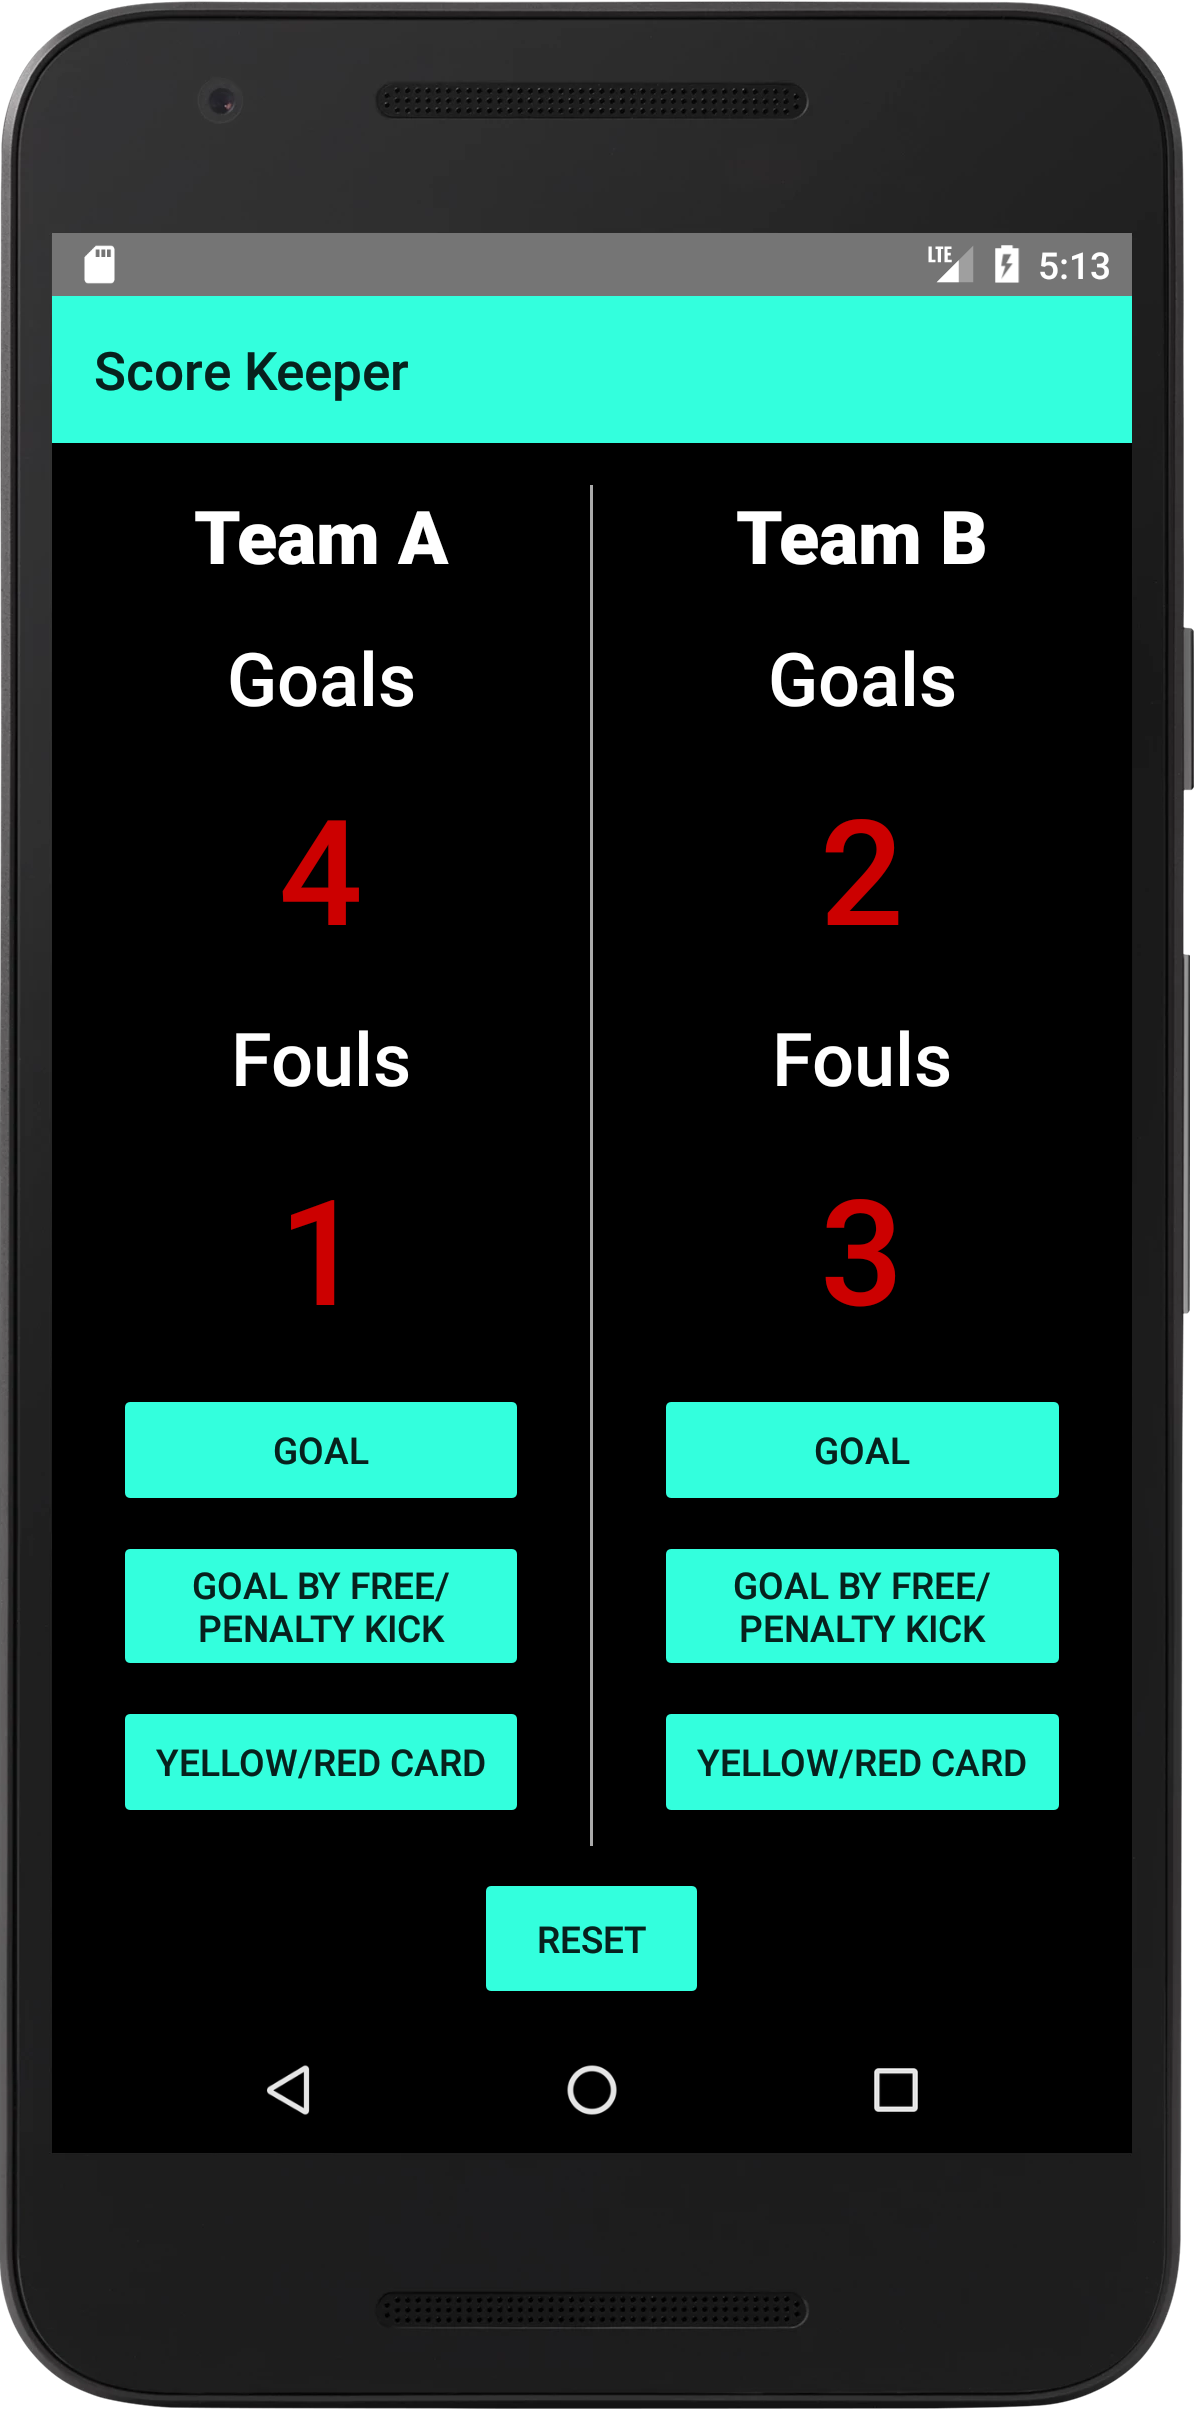 LTE 5:13
Score Keeper
Team A
Goals
4
Fouls
1
GOAL
GOAL BY FREE/
PENALTY KICK
YELLOW/RED CARD
Team B
Goals
2
Fouls
3
GOAL
GOAL BY FREE/
PENALTY KICK
YELLOW/RED CARD
RESET